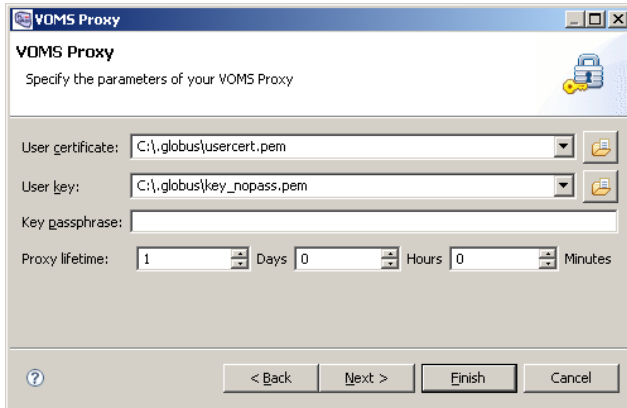 VOMS Proxy
VOMS Proxy
Specify the parameters of your VOMS Proxy
User certificate: C:\.globus\usercert.pem
User key: C:\.globus\key_nopass.pem
Key passphrase:
Proxy lifetime: 1 Days 0 Hours 0 Minutes
? < Back Next > Finish Cancel